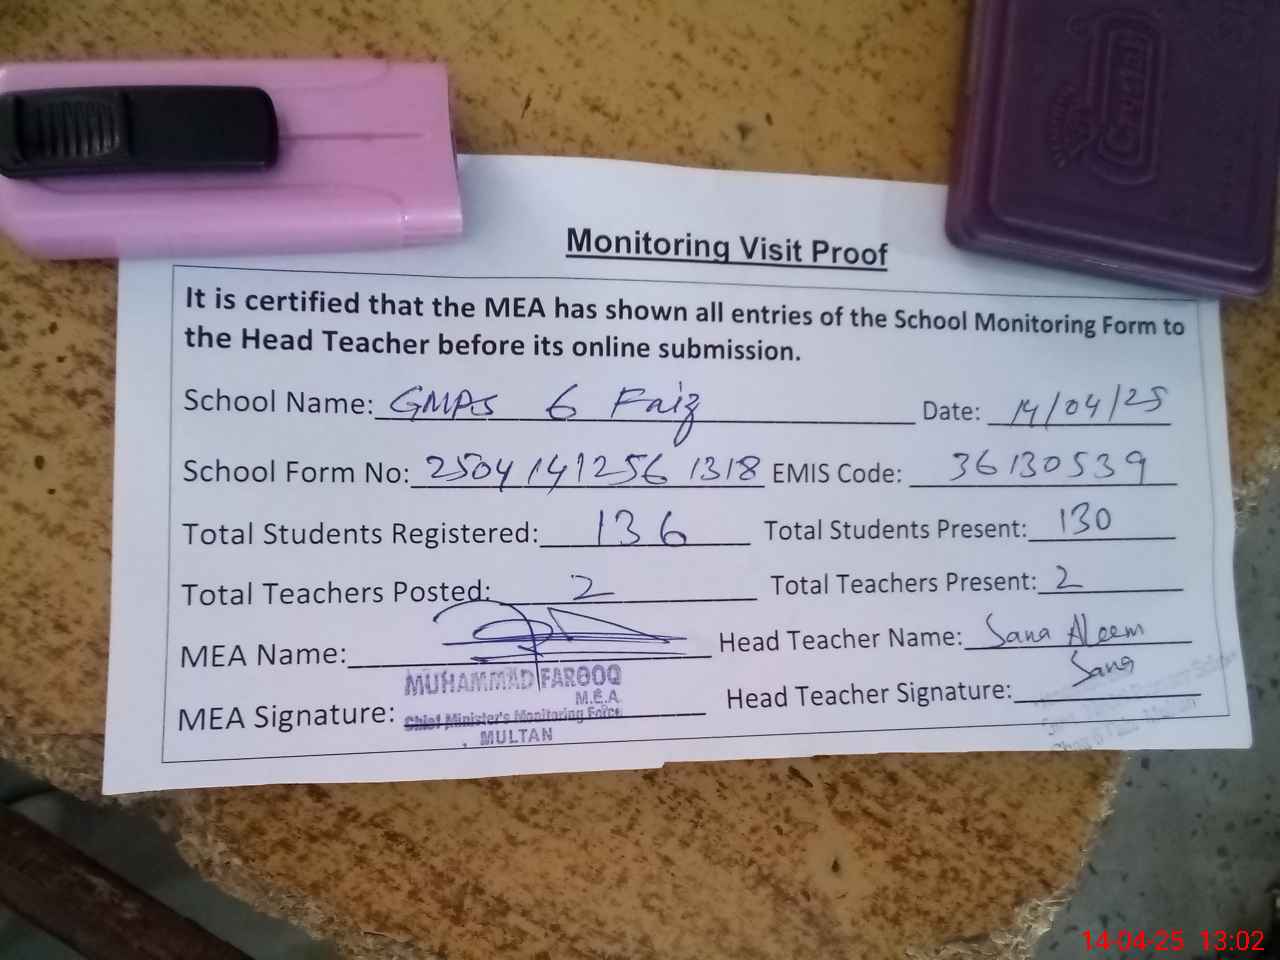 Crystal
Monitoring Visit Proof
It is certified that the MEA has shown all entries of the School Monitoring Form to
the Head Teacher before its online submission.
School Name: GMPS 6 Faiz Date: 14/04/25
School Form No: 2504141256 1318 EMIS Code: 36130539
Total Students Registered: 136 Total Students Present: 130
Total Teachers Posted: 2 Total Teachers Present: 2
MEA Name: Head Teacher Name: Sana Aleem
MUHAMMAD FAROOQ
M.E.A.
MEA Signature: Head Teacher Signature: Sana
Chief Minister's Monitoring Force
MULTAN
14-04-25 13:02